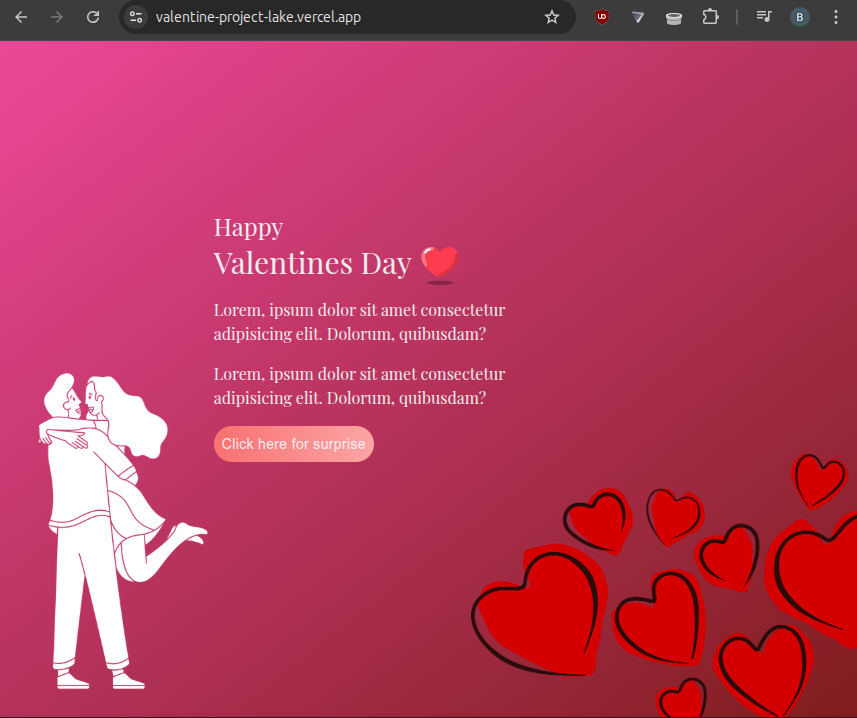 valentine-project-lake.vercel.app
B
Happy
Valentines Day ❤️
Lorem, ipsum dolor sit amet consectetur
adipisicing elit. Dolorum, quibusdam?
Lorem, ipsum dolor sit amet consectetur
adipisicing elit. Dolorum, quibusdam?
Click here for surprise